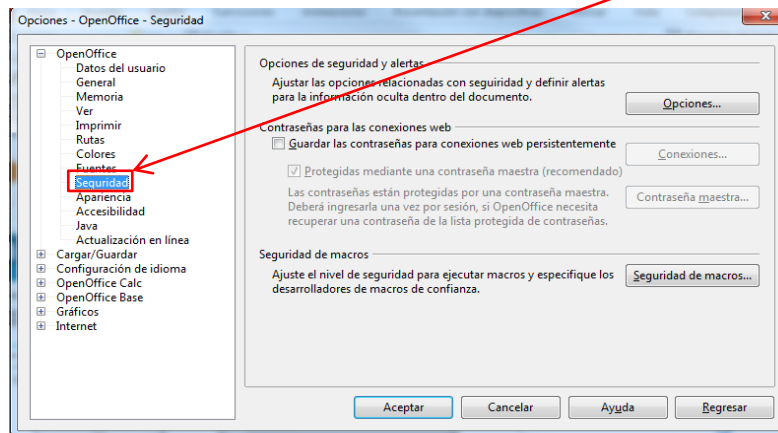 Opciones - OpenOffice - Seguridad
OpenOffice
Datos del usuario
General
Memoria
Ver
Imprimir
Rutas
Colores
Fuentes
Seguridad
Apariencia
Accesibilidad
Java
Actualización en línea
Cargar/Guardar
Configuración de idioma
OpenOffice Calc
OpenOffice Base
Gráficos
Internet
Opciones de seguridad y alertas
Ajustar las opciones relacionadas con seguiridad y definir alertas
para la información oculta dentro del documento.
Opciones...
Contraseñas para las conexiones web
Guardar las contraseñas para conexiones web persistentemente
Conexiones...
Protegidas mediante una contraseña maestra (recomendado)
Las contraseñas están protegidas por una contraseña maestra.
Deberá ingresarla una vez por sesión, si OpenOffice necesita
recuperar una contraseña de la lista protegida de contraseñas.
Contraseña maestra...
Seguridad de macros
Ajuste el nivel de seguridad para ejecutar macros y especifique los
desarrolladores de macros de confianza.
Seguridad de macros...
Aceptar
Cancelar
Ayuda
Regresar